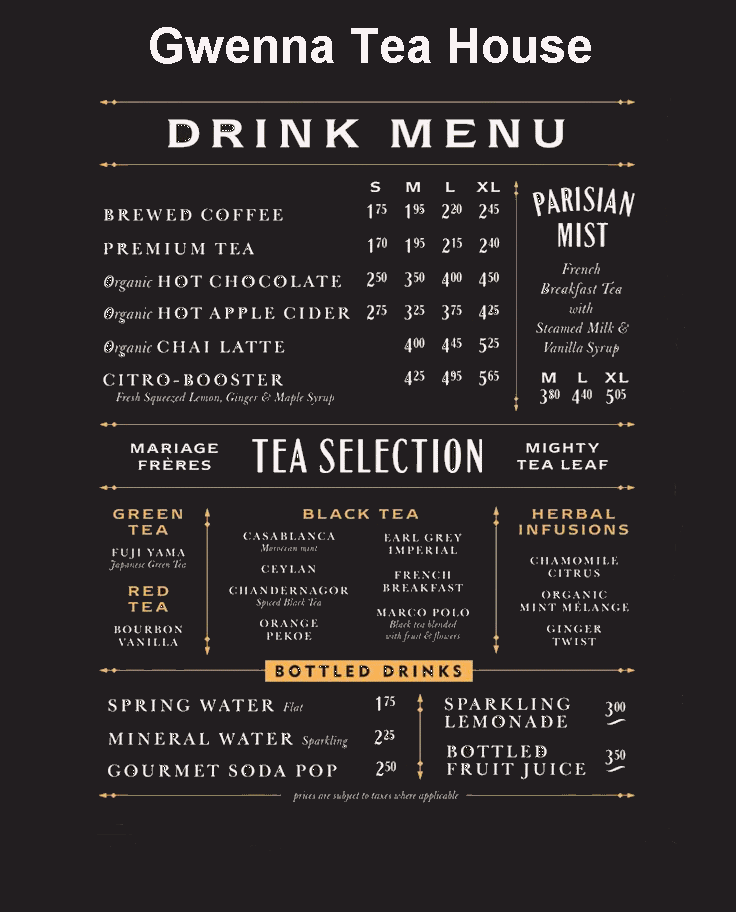 Gwenna Tea House
DRINK MENU
S M L XL
BREWED COFFEE 1.75 1.95 2.20 2.45
PREMIUM TEA 1.70 1.95 2.15 2.40
Organic HOT CHOCOLATE 2.50 3.50 4.00 4.50
Organic HOT APPLE CIDER 2.75 3.25 3.75 4.25
Organic CHAI LATTE 4.00 4.45 5.25
CITRO-BOOSTER 4.25 4.95 5.65
Fresh Squeezed Lemon, Ginger & Maple Syrup
PARISIAN
MIST
French
Breakfast Tea
with
Steamed Milk &
Vanilla Syrup
M L XL
3.80 4.40 5.05
MARIAGE
FRÈRES
TEA SELECTION
MIGHTY
TEA LEAF
GREEN
TEA
FUJI YAMA
Japanese Green Tea
RED
TEA
BOURBON
VANILLA
BLACK TEA
CASABLANCA
Moroccan mint
CEYLAN
CHANDERNAGOR
Spiced Black Tea
ORANGE
PEKOE
EARL GREY
IMPERIAL
FRENCH
BREAKFAST
MARCO POLO
Black tea blended
with fruit & flowers
HERBAL
INFUSIONS
CHAMOMILE
CITRUS
ORGANIC
MINT MÉLANGE
GINGER
TWIST
BOTTLED DRINKS
SPRING WATER Flat 1.75
MINERAL WATER Sparkling 2.25
GOURMET SODA POP 2.50
SPARKLING
LEMONADE 3.00
BOTTLED
FRUIT JUICE 3.50
prices are subject to taxes where applicable